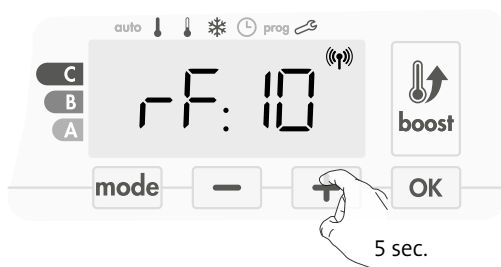 auto prog
C
B
A
rF: 10
boost
mode − + OK
5 sec.